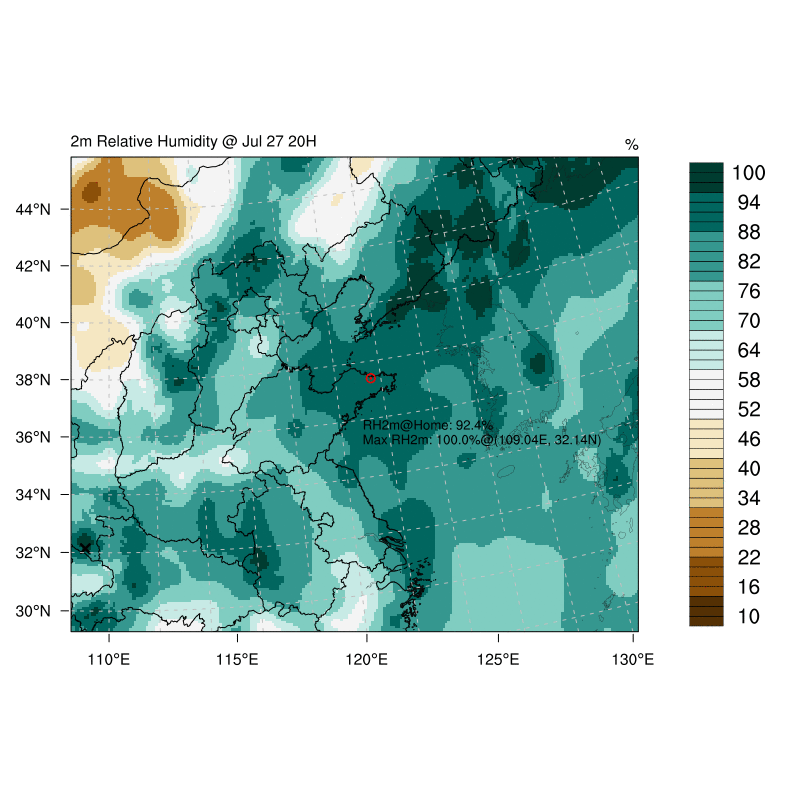 2m Relative Humidity @ Jul 27 20H
%
100
94
88
82
76
70
64
58
52
46
40
34
28
22
16
10
44°N
42°N
40°N
38°N
36°N
34°N
32°N
30°N
RH2m@Home: 92.4%
Max RH2m: 100.0%@(109.04E, 32.14N)
110°E
115°E
120°E
125°E
130°E